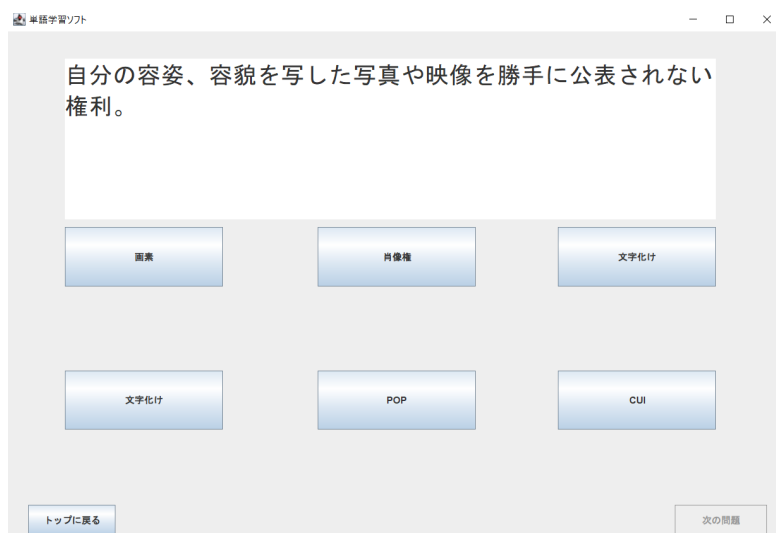 単語学習ソフト
自分の容姿、容貌を写した写真や映像を勝手に公表されない
権利。
画素
肖像権
文字化け
文字化け
POP
CUI
トップに戻る
次の問題